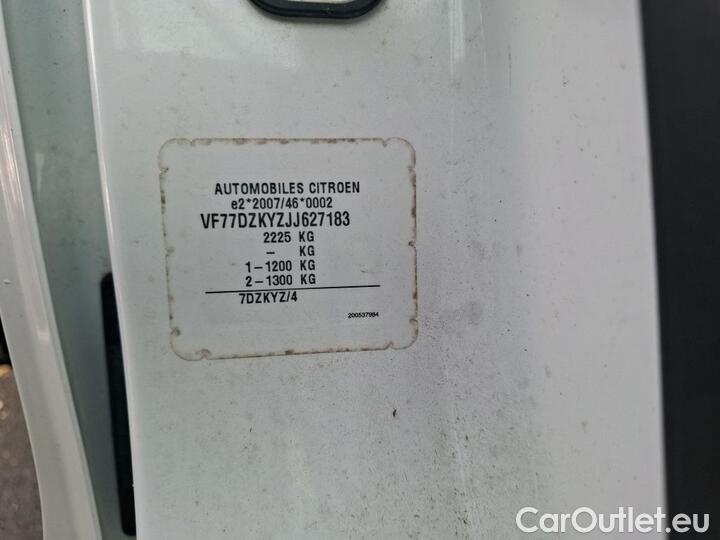 AUTOMOBILES CITROEN
e2*2007/46*0002
VF77DZKYZJJ627183
2225 KG
– KG
1–1200 KG
2–1300 KG
7DZKYZ/4
200537984
CarOutlet.eu